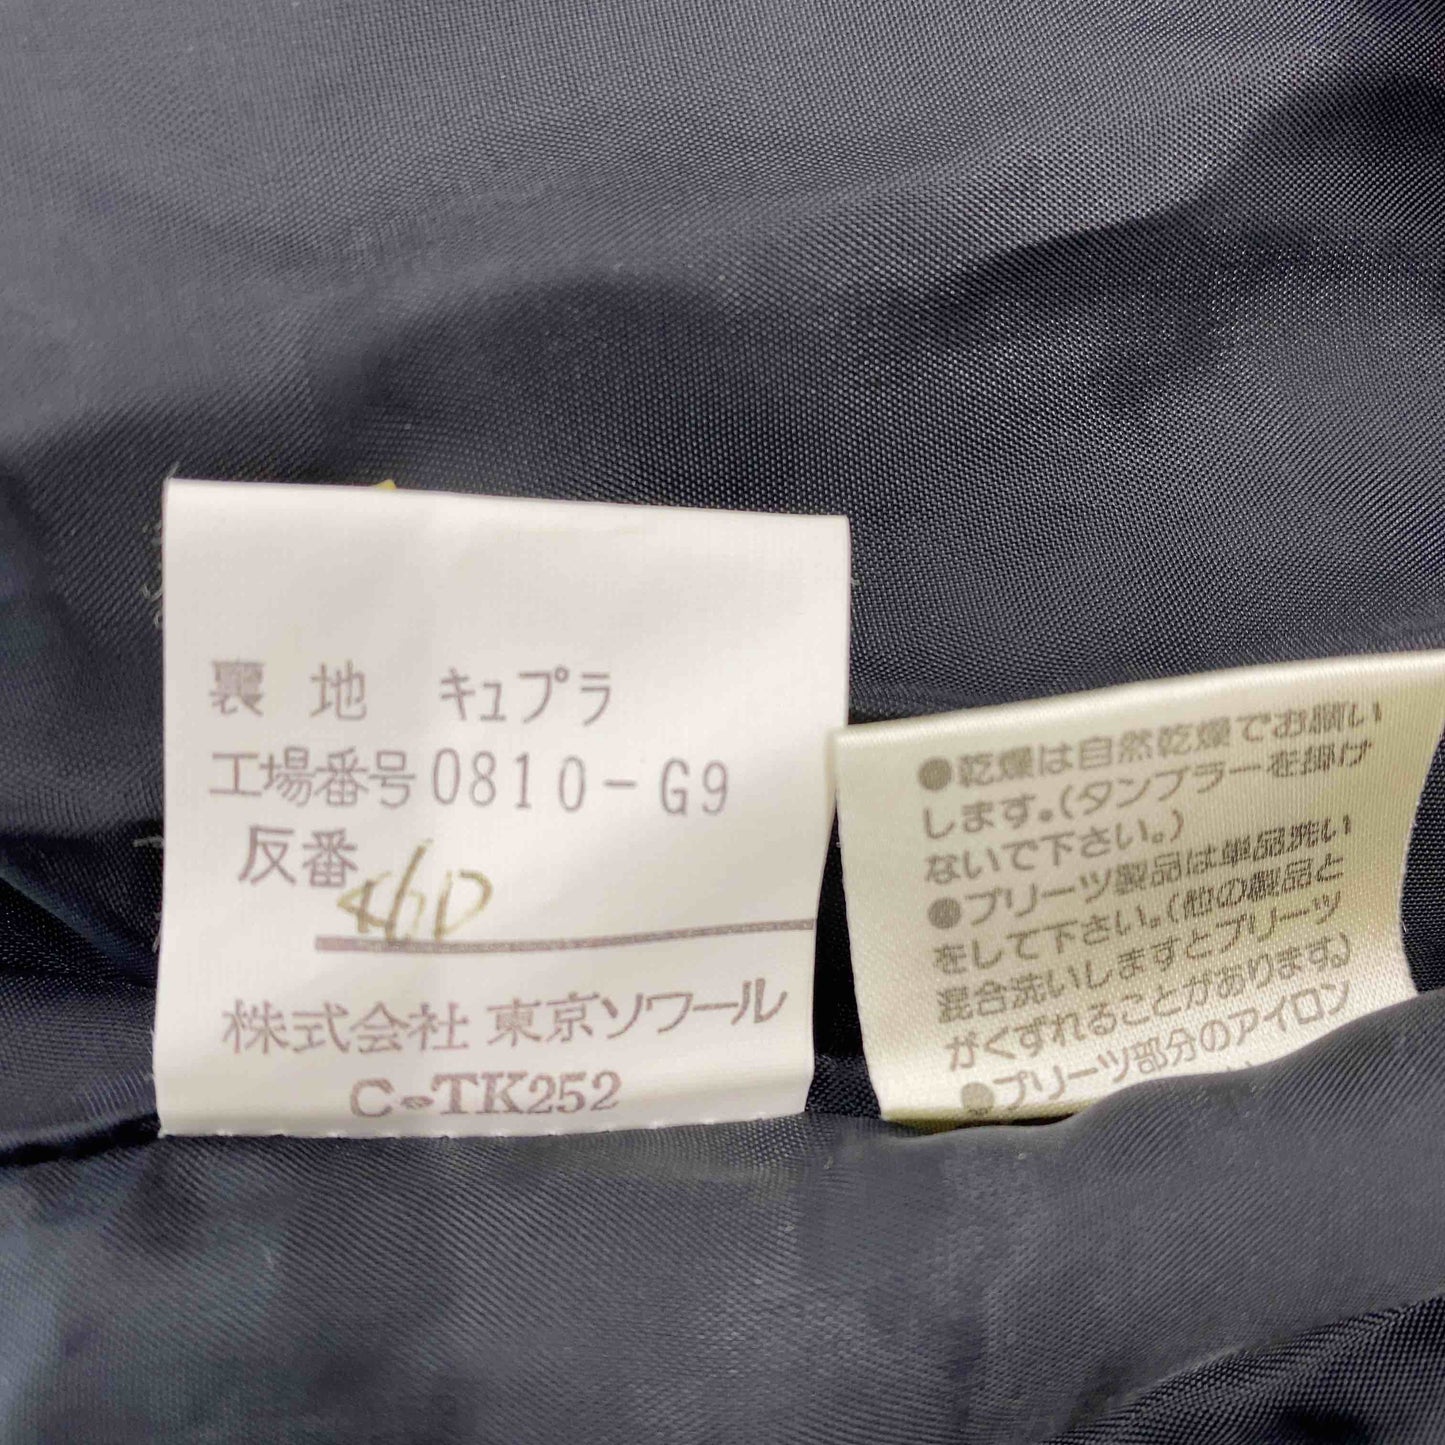 裏地 キュプラ
工場番号0810-G9
反番
株式会社 東京ソワール
C-TK252
●乾燥は自然乾燥でお願い
します。(タンブラーを掛け
ないで下さい。)
●プリーツ製品は単品洗い
をして下さい。(他の製品と
混合洗いしますとプリーツ
がくずれることがあります。)
●プリーツ部分のアイロン